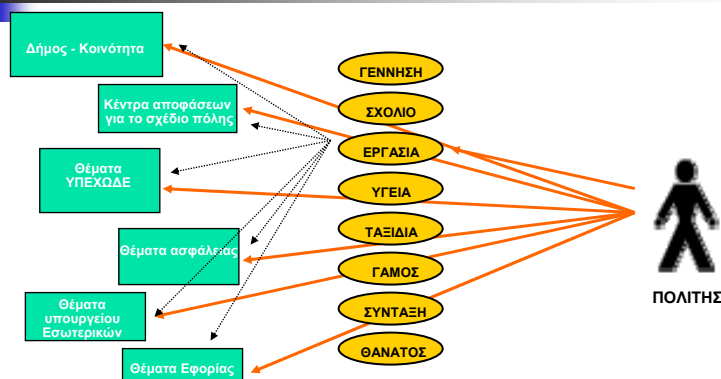 Δήμος - Κοινότητα
Κέντρα αποφάσεων
για το σχέδιο πόλης
Θέματα
ΥΠΕΧΩΔΕ
Θέματα ασφάλειας
Θέματα
υπουργείου
Εσωτερικών
Θέματα Εφορίας
ΓΕΝΝΗΣΗ
ΣΧΟΛΙΟ
ΕΡΓΑΣΙΑ
ΥΓΕΙΑ
ΤΑΞΙΔΙΑ
ΓΑΜΟΣ
ΣΥΝΤΑΞΗ
ΘΑΝΑΤΟΣ
ΠΟΛΙΤΗΣ